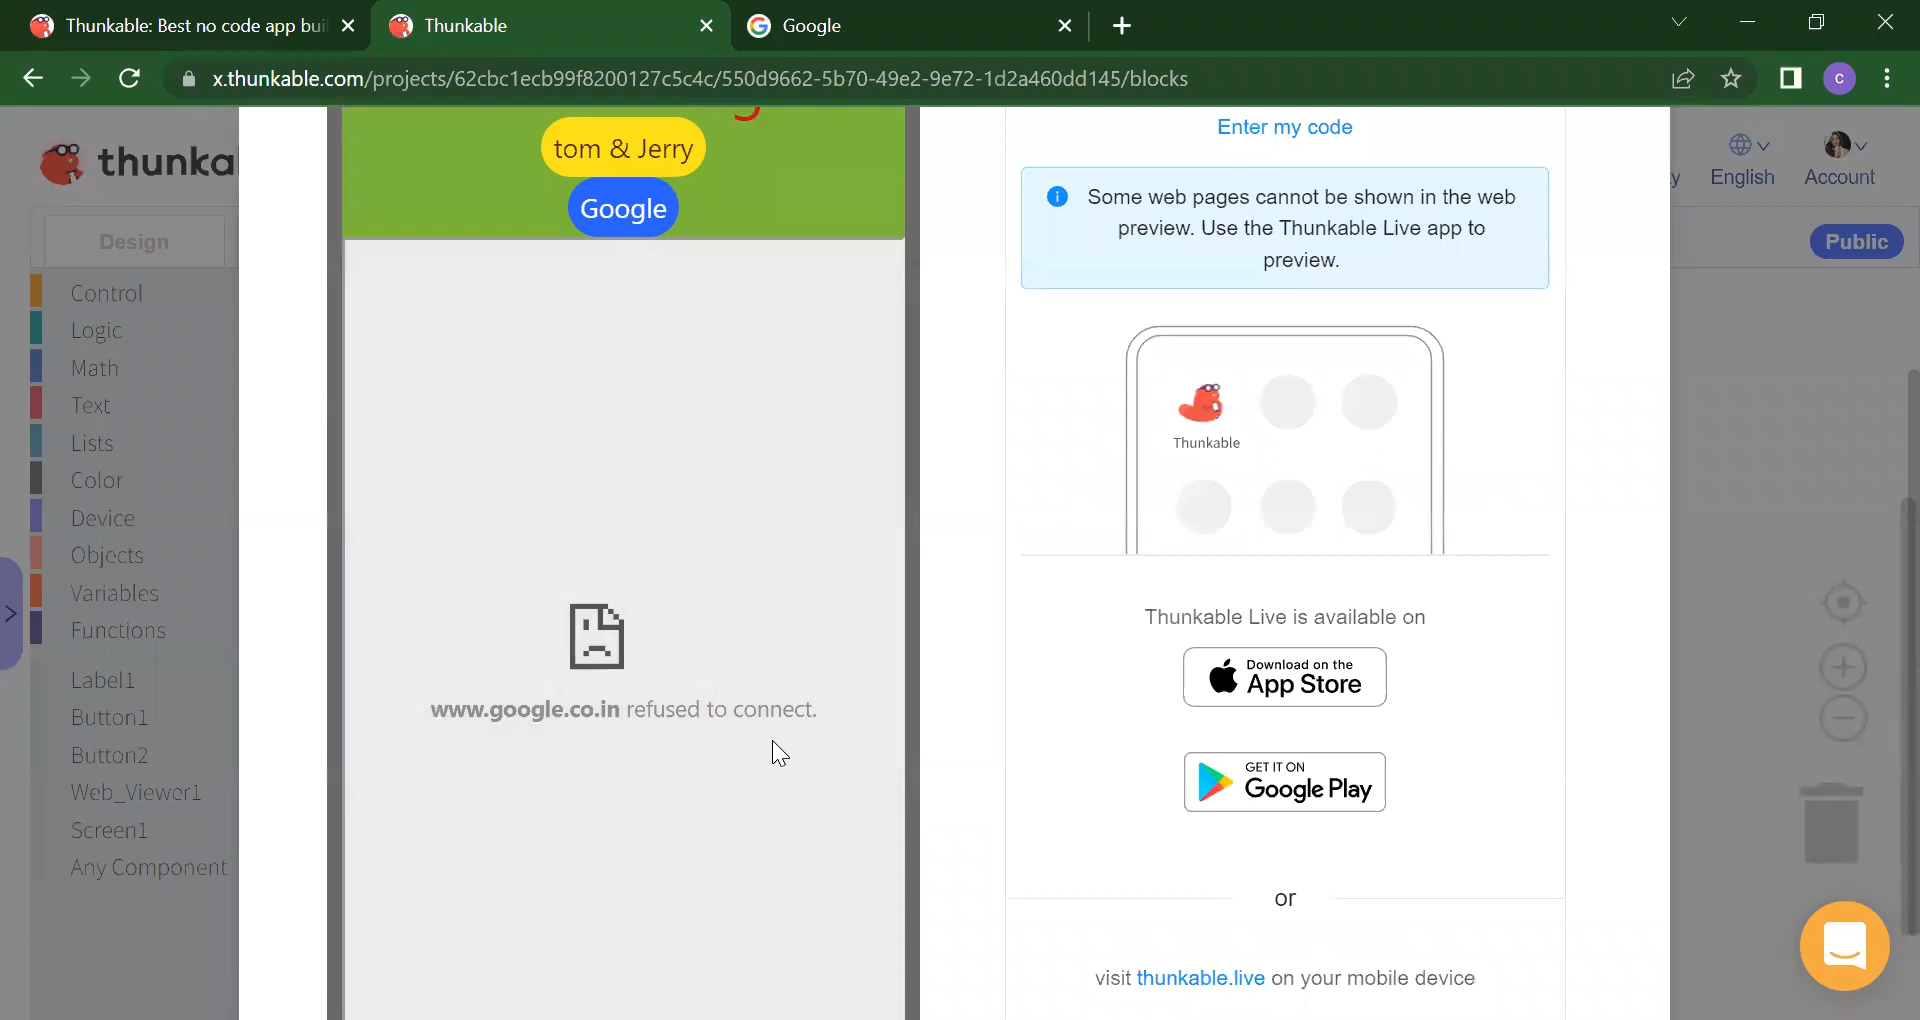 Thunkable: Best no code app bui
Thunkable
Google
x.thunkable.com/projects/62cbc1ecb99f8200127c5c4c/550d9662-5b70-49e2-9e72-1d2a460dd145/blocks
c
thunka
Design
Control
Logic
Math
Text
Lists
Color
Device
Objects
Variables
Functions
Label1
Button1
Button2
Web_Viewer1
Screen1
Any Component
tom & Jerry
Google
www.google.co.in refused to connect.
Enter my code
Some web pages cannot be shown in the web
preview. Use the Thunkable Live app to
preview.
Thunkable
Thunkable Live is available on
Download on the
App Store
GET IT ON
Google Play
or
visit thunkable.live on your mobile device
English
Account
Public